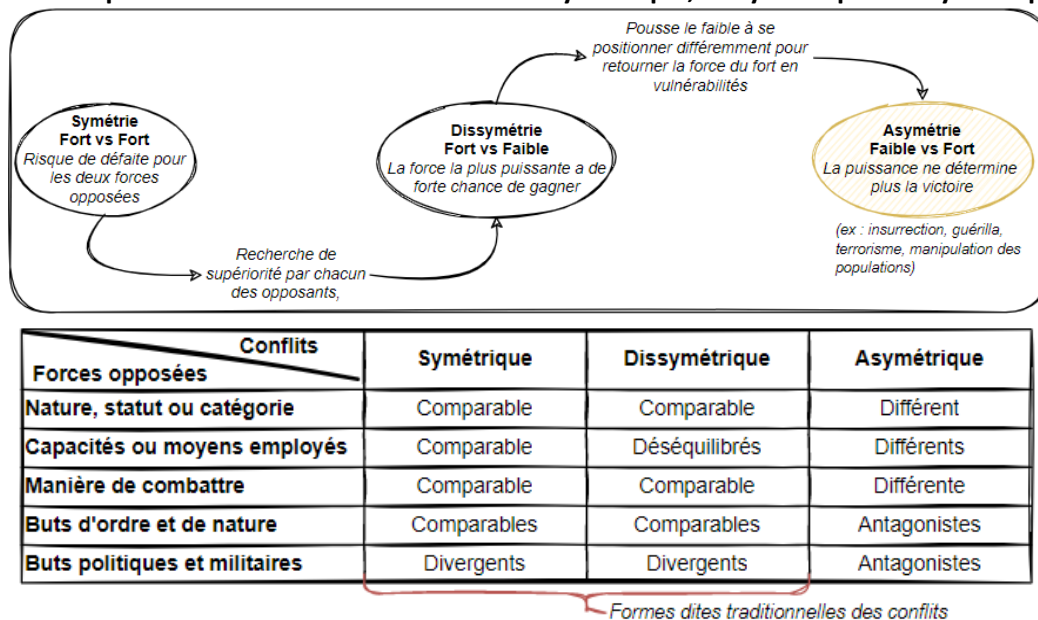 Pousse le faible à se
positionner différemment pour
retourner la force du fort en
vulnérabilités
Symétrie
Fort vs Fort
Risque de défaite pour
les deux forces
opposées
Dissymétrie
Fort vs Faible
La force la plus puissante a de
forte chance de gagner
Asymétrie
Faible vs Fort
La puissance ne détermine
plus la victoire
(ex : insurrection, guérilla,
terrorisme, manipulation des
populations)
Recherche de
supériorité par chacun
des opposants,
Conflits
Forces opposées
Symétrique Dissymétrique Asymétrique
Nature, statut ou catégorie Comparable Comparable Différent
Capacités ou moyens employés Comparable Déséquilibrés Différents
Manière de combattre Comparable Comparable Différente
Buts d'ordre et de nature Comparables Comparables Antagonistes
Buts politiques et militaires Divergents Divergents Antagonistes
Formes dites traditionnelles des conflits